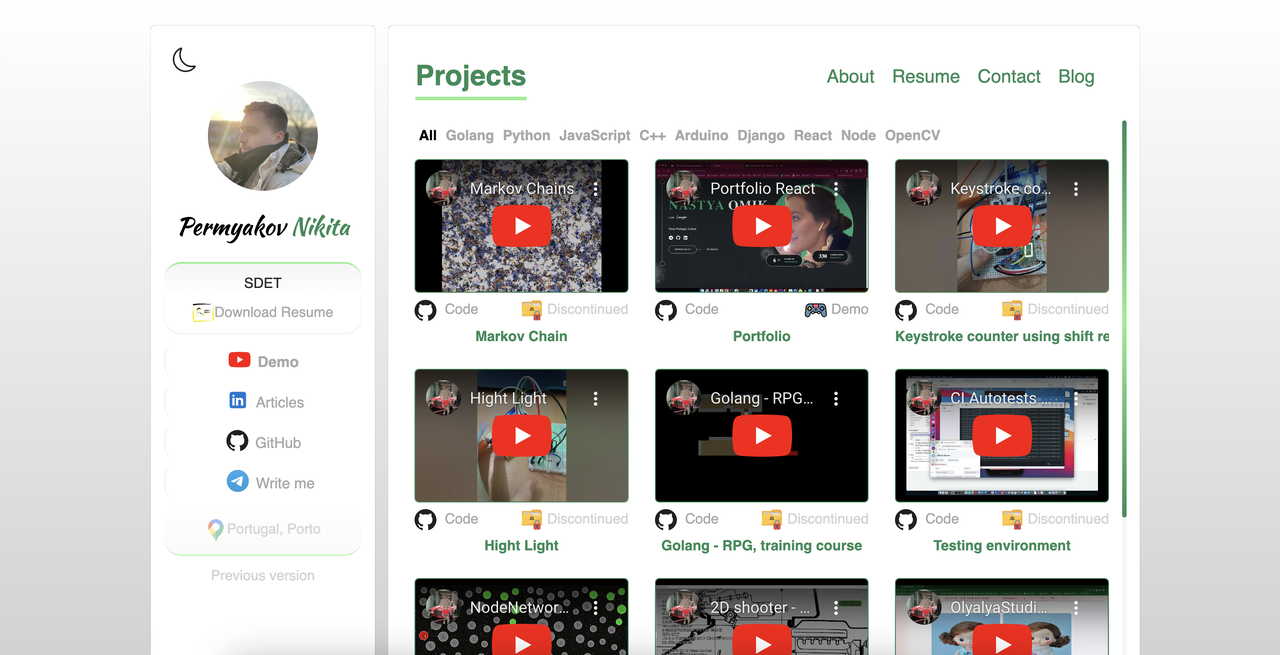 Projects
About Resume Contact Blog
All Golang Python JavaScript C++ Arduino Django React Node OpenCV
Permyakov Nikita
SDET
Download Resume
Demo
Articles
GitHub
Write me
Portugal, Porto
Previous version
Markov Chains
Code Discontinued
Markov Chain
Portfolio React
NASTYA OMIK
Code Demo
Portfolio
Keystroke co...
Code Discontinued
Keystroke counter using shift re
Hight Light
Code Discontinued
Hight Light
Golang - RPG...
Code Discontinued
Golang - RPG, training course
CI Autotests ...
Code Discontinued
Testing environment
NodeNetwor...
2D shooter - ...
OlyalyaStudi...